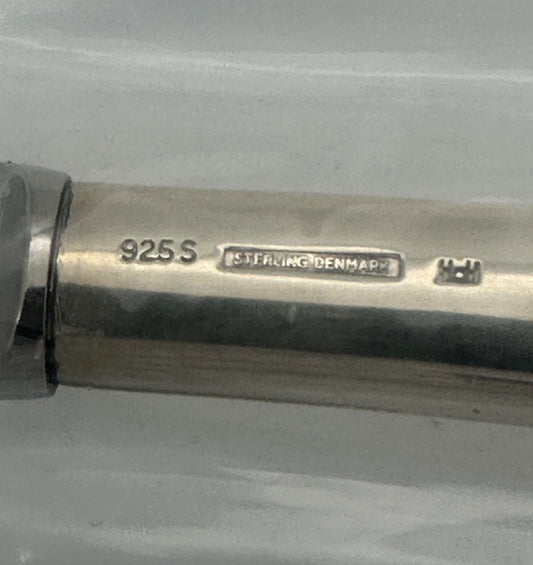 925 S STERLING DENMARK H-H